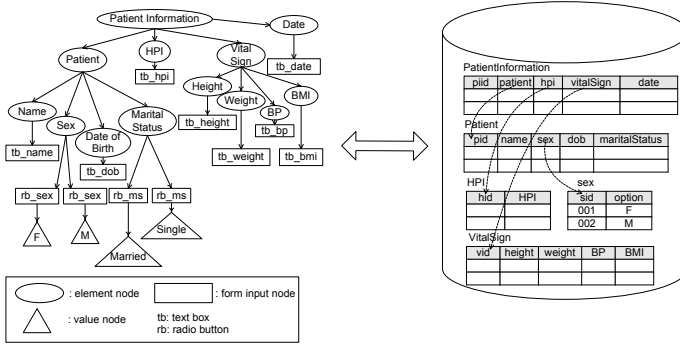 Patient Information
Date
tb_date
Patient
HPI
tb_hpi
Vital
Sign
Height
tb_height
Weight
tb_weight
BP
tb_bp
BMI
tb_bmi
Name
tb_name
Sex
Date of
Birth
tb_dob
Marital
Status
rb_sex
rb_sex
rb_ms
rb_ms
F
M
Married
Single
: element node
: form input node
: value node
tb: text box
rb: radio button
PatientInformation
piid patient hpi vitalSign date
Patient
pid name sex dob maritalStatus
HPI
hid HPI
sex
sid option
001 F
002 M
VitalSign
vid height weight BP BMI